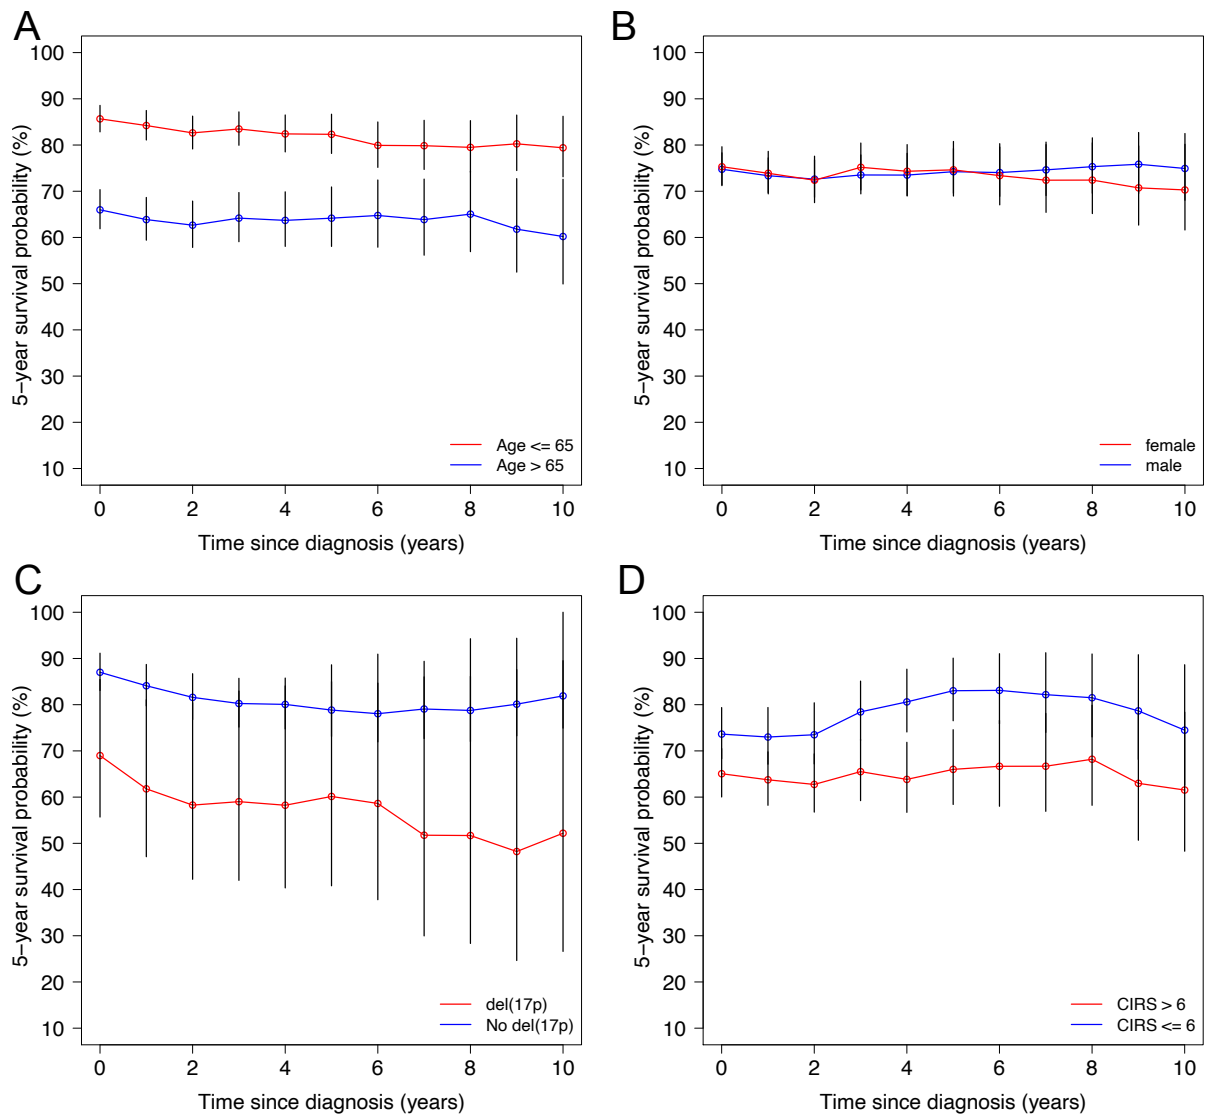 A
5−year survival probability (%)
100
90
80
70
60
50
40
30
20
10
0 2 4 6 8 10
Time since diagnosis (years)
Age <= 65
Age > 65
B
5−year survival probability (%)
100
90
80
70
60
50
40
30
20
10
0 2 4 6 8 10
Time since diagnosis (years)
female
male
C
5−year survival probability (%)
100
90
80
70
60
50
40
30
20
10
0 2 4 6 8 10
Time since diagnosis (years)
del(17p)
No del(17p)
D
5−year survival probability (%)
100
90
80
70
60
50
40
30
20
10
0 2 4 6 8 10
Time since diagnosis (years)
CIRS > 6
CIRS <= 6